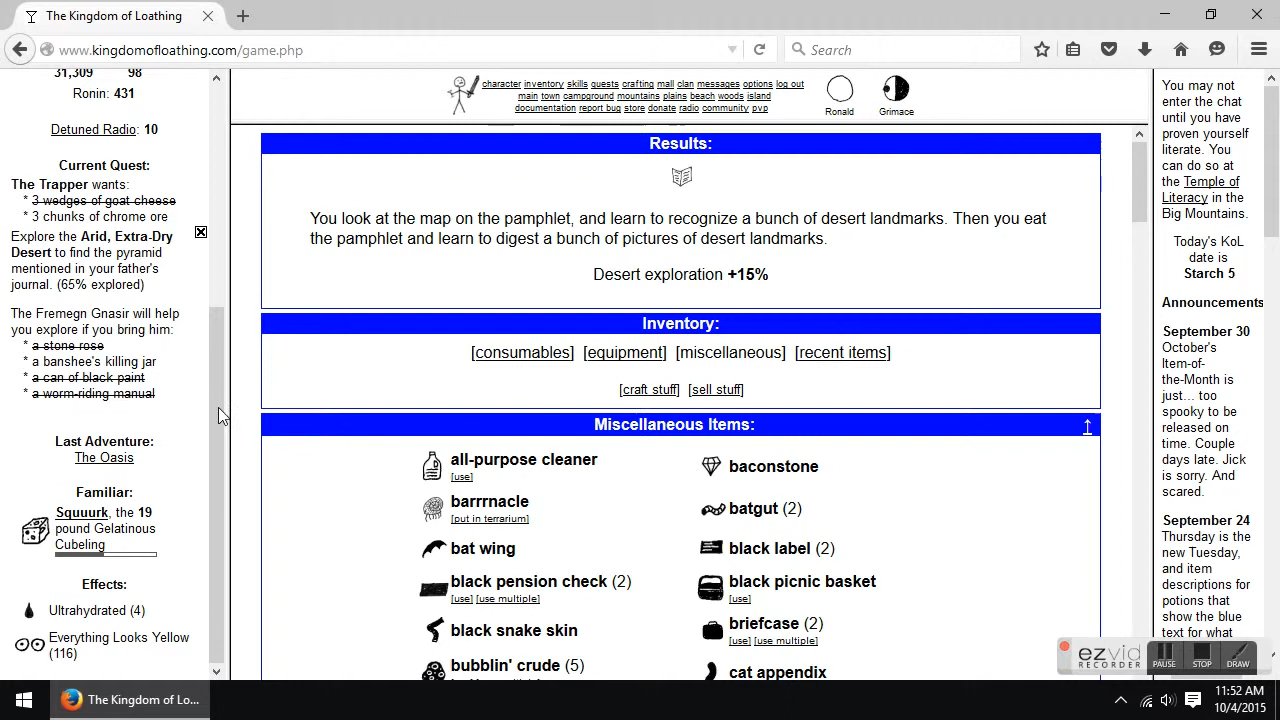 The Kingdom of Loathing
www.kingdomofloathing.com/game.php
Search
31,309 98
Ronin: 431
Detuned Radio: 10
Current Quest:
The Trapper wants:
* 3 wedges of goat cheese
* 3 chunks of chrome ore
Explore the Arid, Extra-Dry
Desert to find the pyramid
mentioned in your father's
journal. (65% explored)
The Fremegn Gnasir will help
you explore if you bring him:
* a stone rose
* a banshee's killing jar
* a can of black paint
* a worm-riding manual
Last Adventure:
The Oasis
Familiar:
Squuurk, the 19
pound Gelatinous
Cubeling
Effects:
Ultrahydrated (4)
Everything Looks Yellow
(116)
character inventory skills quests crafting mall clan messages options log out
main town campground mountains plains beach woods island
documentation report bug store donate radio community pvp
Ronald
Grimace
Results:
You look at the map on the pamphlet, and learn to recognize a bunch of desert landmarks. Then you eat
the pamphlet and learn to digest a bunch of pictures of desert landmarks.
Desert exploration +15%
Inventory:
[consumables] [equipment] [miscellaneous] [recent items]
[craft stuff] [sell stuff]
Miscellaneous Items:
all-purpose cleaner
[use]
baconstone
barrrnacle
[put in terrarium]
batgut (2)
bat wing
black label (2)
black pension check (2)
[use] [use multiple]
black picnic basket
[use]
black snake skin
briefcase (2)
[use] [use multiple]
bubblin' crude (5)
cat appendix
You may not
enter the chat
until you have
proven yourself
literate. You
can do so at
the Temple of
Literacy in the
Big Mountains.
Today's KoL
date is
Starch 5
Announcements
September 30
October's
Item-of-
the-Month is
just... too
spooky to be
released on
time. Couple
days late. Jick
is sorry. And
scared.
September 24
Thursday is the
new Tuesday,
and item
descriptions for
potions that
show the blue
text for what
ezvid
RECORDER
PAUSE
STOP
DRAW
The Kingdom of Lo...
11:52 AM
10/4/2015